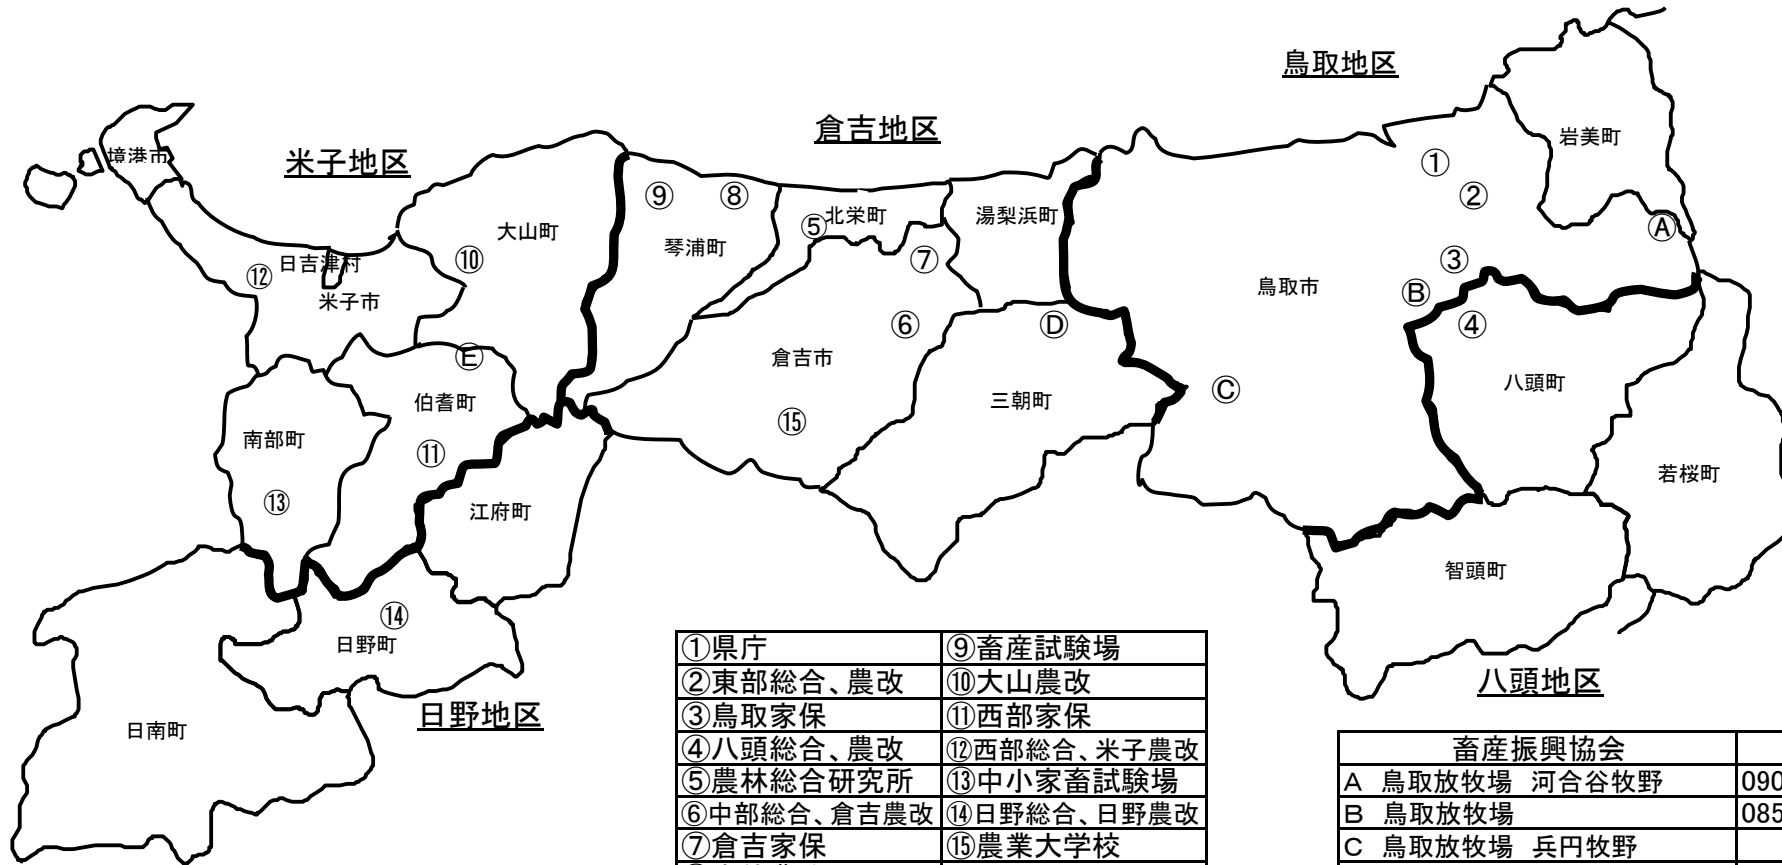 鳥取地区
倉吉地区
米子地区
境港市
岩美町
①
②
⑨
⑧
北栄町
⑤
湯梨浜町
大山町
琴浦町
Ⓐ
⑩
⑦
③
日吉津村
⑫
米子市
鳥取市
Ⓑ
⑥
Ⓓ
④
倉吉市
Ⓔ
八頭町
伯耆町
三朝町
Ⓒ
⑮
南部町
⑪
若桜町
⑬
江府町
智頭町
⑭
日野町
八頭地区
日野地区
日南町
①県庁 ⑨畜産試験場
②東部総合、農改 ⑩大山農改
③鳥取家保 ⑪西部家保
④八頭総合、農改 ⑫西部総合、米子農改
⑤農林総合研究所 ⑬中小家畜試験場
⑥中部総合、倉吉農改 ⑭日野総合、日野農改
⑦倉吉家保 ⑮農業大学校
畜産振興協会
A 鳥取放牧場 河合谷牧野 090
B 鳥取放牧場 085
C 鳥取放牧場 兵円牧野